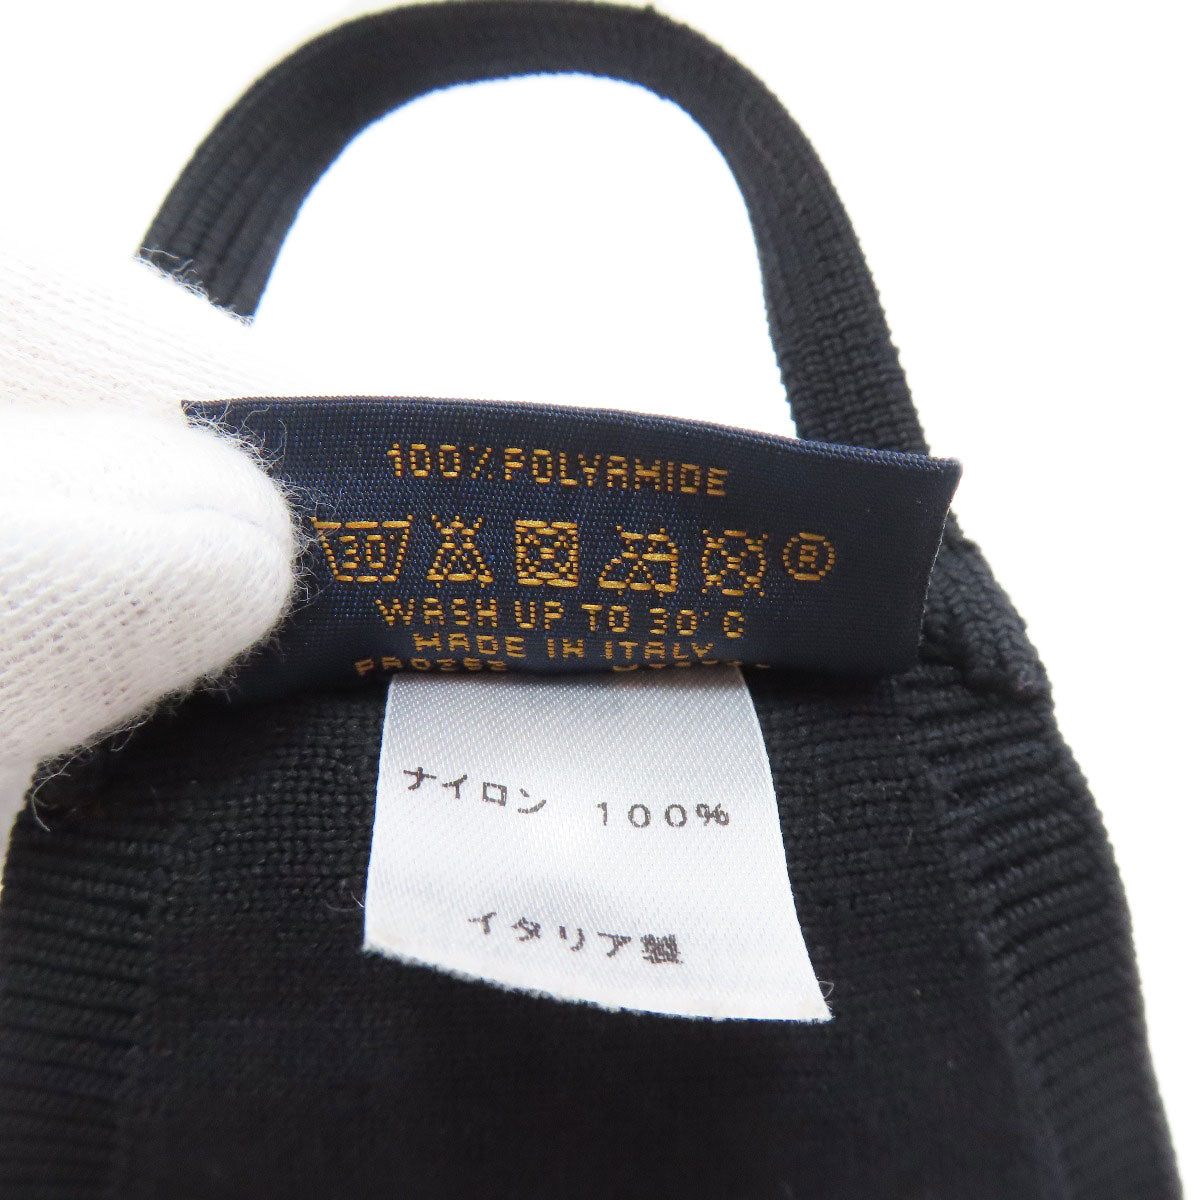 100% POLYAMIDE
30 ®
WASH UP TO 30°C
MADE IN ITALY
ナイロン 100%
イタリア製